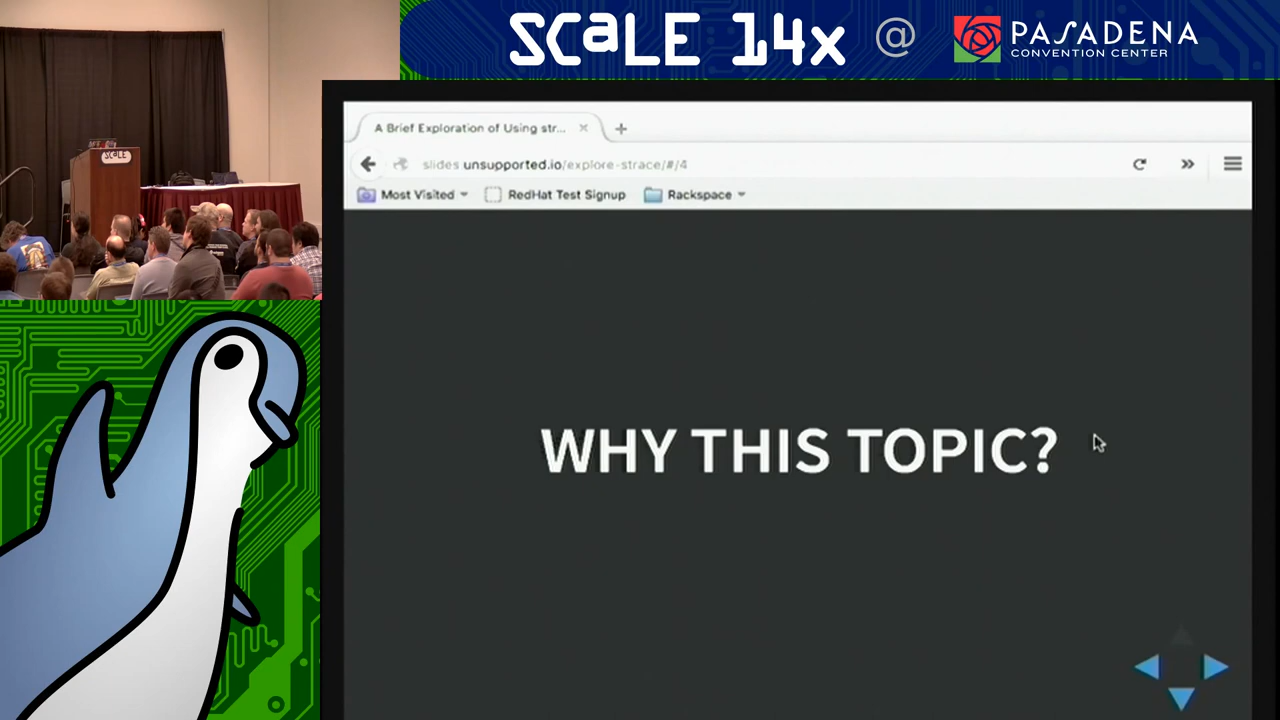 SCALE 14x @ PASADENA
CONVENTION CENTER
SCALE
A Brief Exploration of Using str...
slides.unsupported.io/explore-strace/#/4
Most Visited
RedHat Test Signup
Rackspace
WHY THIS TOPIC?